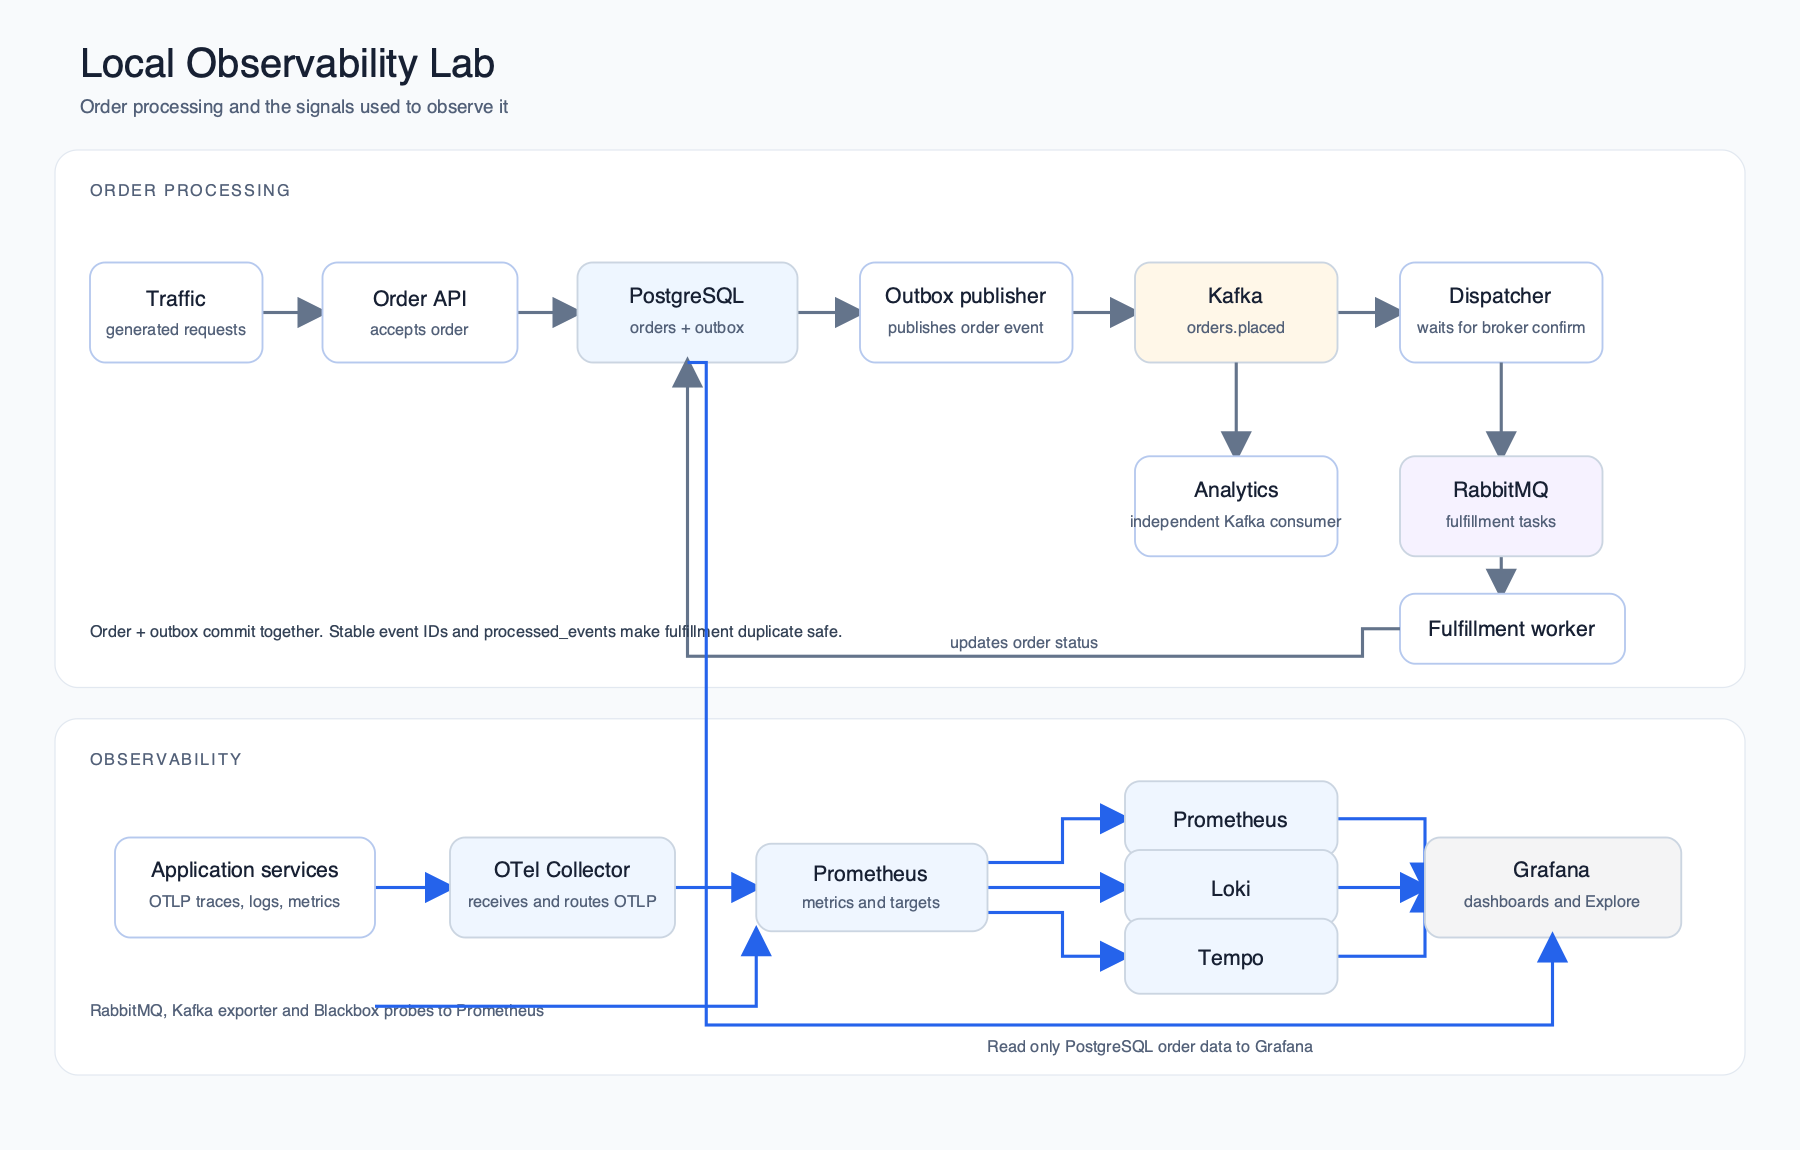 Local Observability Lab
Order processing and the signals used to observe it
ORDER PROCESSING
Traffic
generated requests
Order API
accepts order
PostgreSQL
orders + outbox
Outbox publisher
publishes order event
Kafka
orders.placed
Dispatcher
waits for broker confirm
Analytics
independent Kafka consumer
RabbitMQ
fulfillment tasks
Fulfillment worker
Order + outbox commit together. Stable event IDs and processed_events make fulfillment duplicate safe.
updates order status
OBSERVABILITY
Application services
OTLP traces, logs, metrics
OTel Collector
receives and routes OTLP
Prometheus
metrics and targets
Prometheus
Loki
Tempo
Grafana
dashboards and Explore
RabbitMQ, Kafka exporter and Blackbox probes to Prometheus
Read only PostgreSQL order data to Grafana